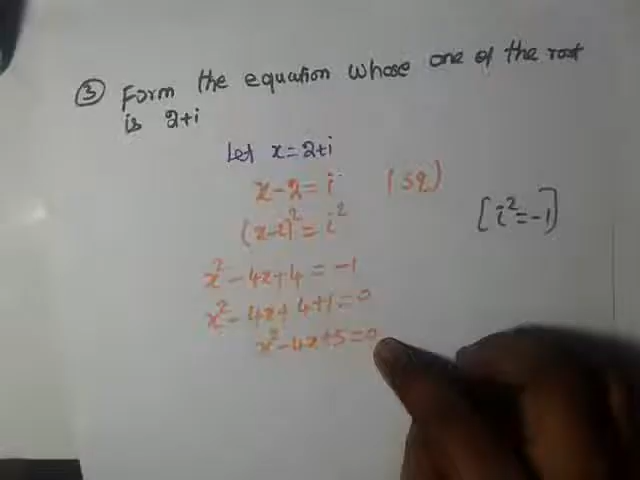 ③ Form the equation whose one of the root
is 2+i
Let x=2+i
x-2=i (sq)
(x-2)²=i² [i²=-1]
x²-4x+4=-1
x²-4x+4+1=0
x²-4x+5=0